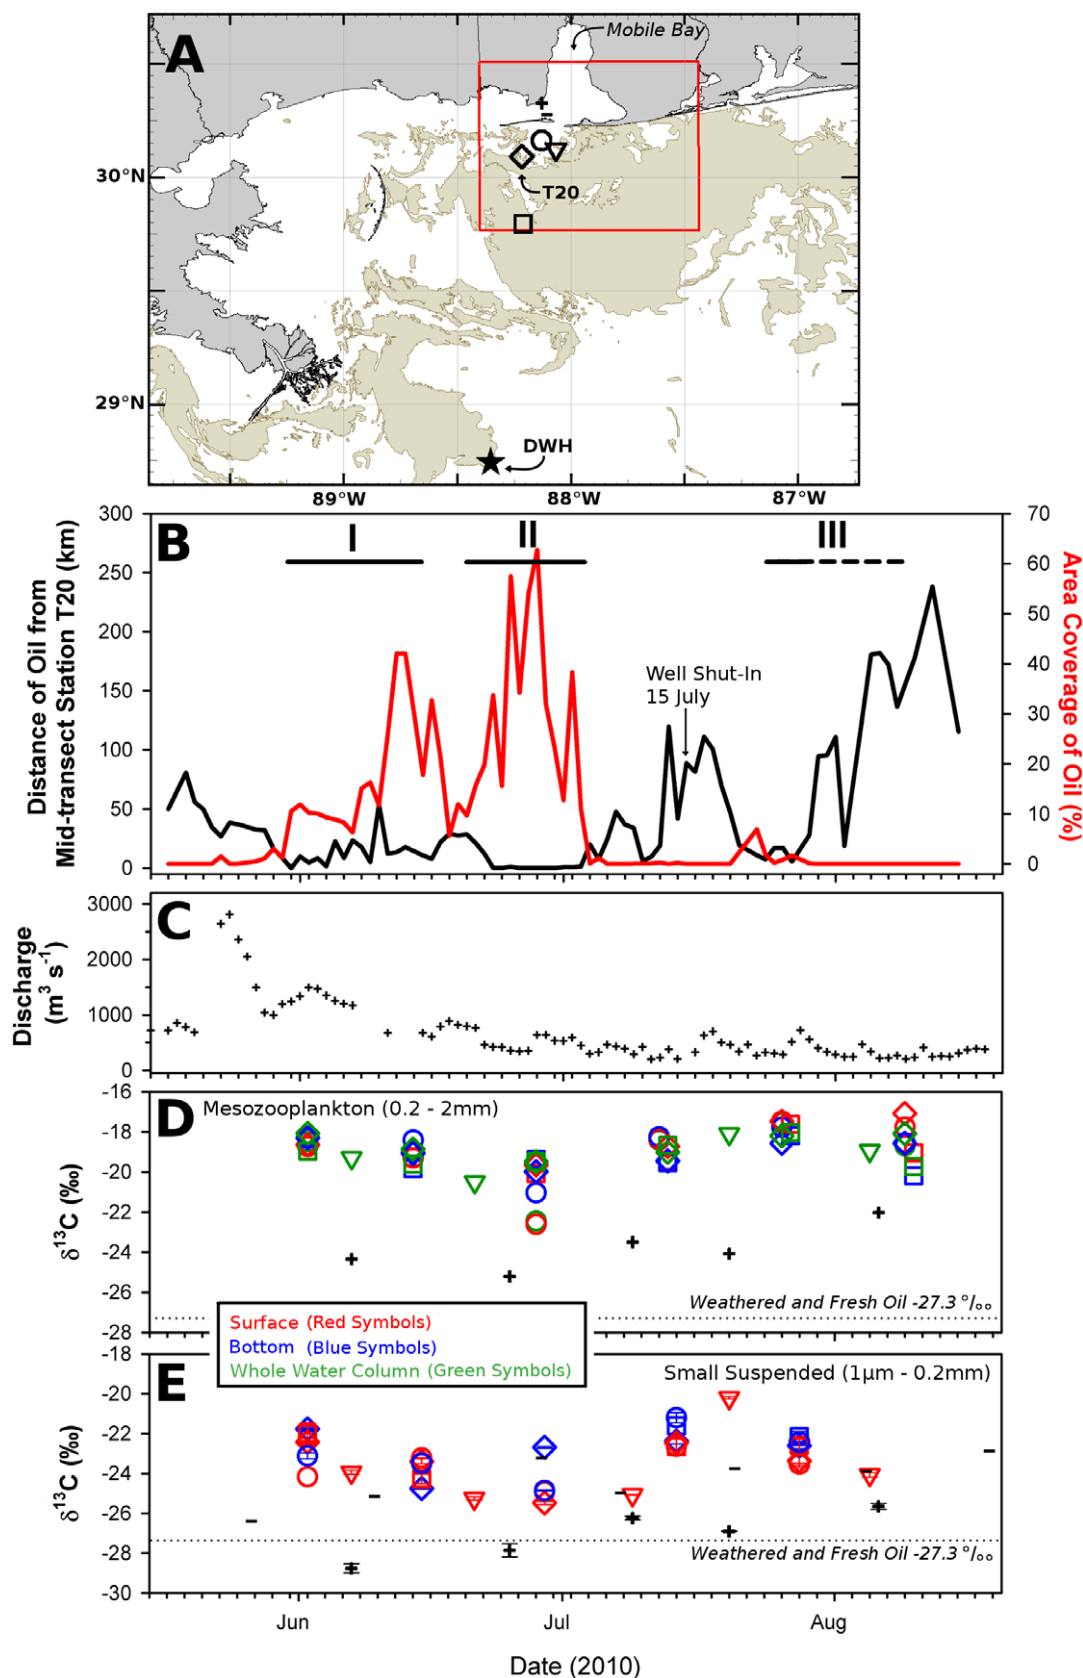 A
Mobile Bay
30°N
T20
29°N
DWH
89°W
88°W
87°W
B
I
II
III
300
250
200
150
100
50
0
Distance of Oil from
Mid-transect Station T20 (km)
Well Shut-In
15 July
70
60
50
40
30
20
10
0
Area Coverage of Oil (%)
C
3000
2000
1000
0
Discharge
(m³ s⁻¹)
D
Mesozooplankton (0.2 - 2mm)
-16
-18
-20
-22
-24
-26
-28
δ¹³C (‰)
Weathered and Fresh Oil -27.3 °/oo
Surface (Red Symbols)
Bottom (Blue Symbols)
Whole Water Column (Green Symbols)
E
Small Suspended (1µm - 0.2mm)
-18
-20
-22
-24
-26
-28
-30
δ¹³C (‰)
Weathered and Fresh Oil -27.3 °/oo
Jun
Jul
Aug
Date (2010)